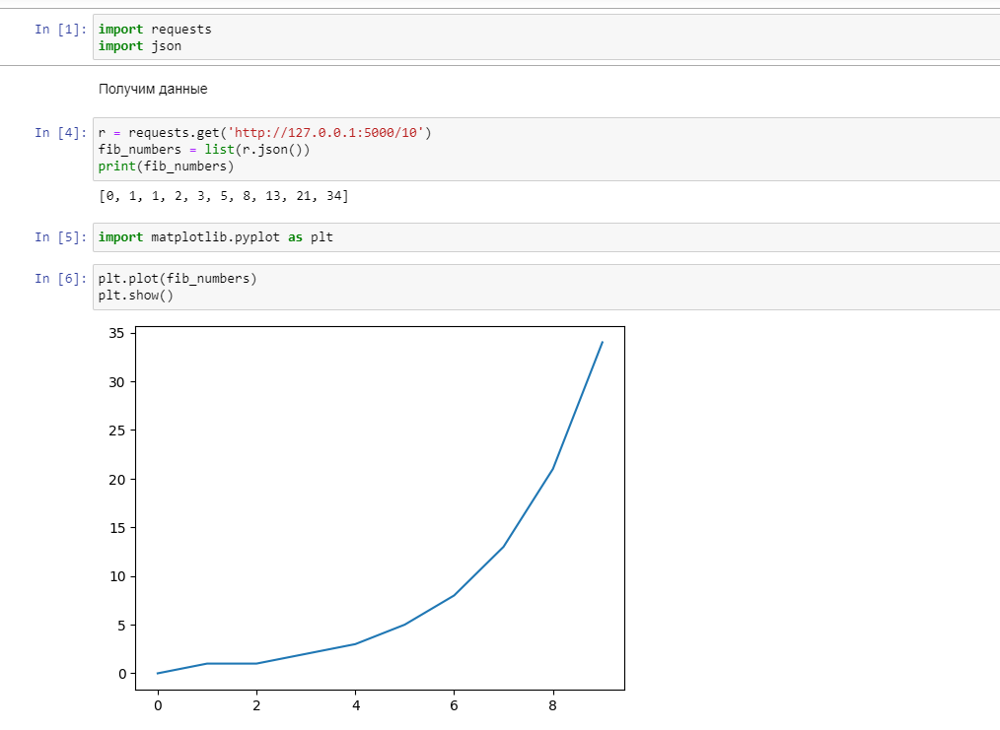 In [1]: import requests
import json
Получим данные
In [4]: r = requests.get('http://127.0.0.1:5000/10')
fib_numbers = list(r.json())
print(fib_numbers)
[0, 1, 1, 2, 3, 5, 8, 13, 21, 34]
In [5]: import matplotlib.pyplot as plt
In [6]: plt.plot(fib_numbers)
plt.show()
35
30
25
20
15
10
5
0
0 2 4 6 8